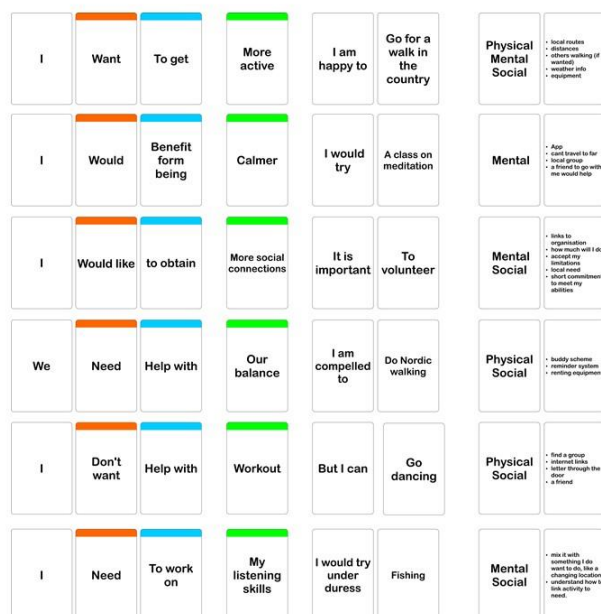 I
Want
To get
More
active
I am
happy to
Go for a
walk in
the
country
Physical
Mental
Social
• local routes
• distances
• others walking (if
wanted)
• weather info
• equipment
I
Would
Benefit
form
being
Calmer
I would
try
A class on
meditation
Mental
• App
• cant travel to far
• local group
• a friend to go with
me would help
I
Would like
to obtain
More social
connections
It is
important
To
volunteer
Mental
Social
• links to
organisation
• how much will I do
• accept my
limitations
• local need
• short commitment
to meet my
abilities
We
Need
Help with
Our
balance
I am
compelled
to
Do Nordic
walking
Physical
Social
• buddy scheme
• reminder system
• renting equipment
I
Don't
want
Help with
Workout
But I can
Go
dancing
Physical
Social
• find a group
• internet links
• letter through the
door
• a friend
I
Need
To work
on
My
listening
skills
I would try
under
duress
Fishing
Mental
Social
• mix it with
something I do
want to do, like a
changing location
• understand how to
link activity to
need.